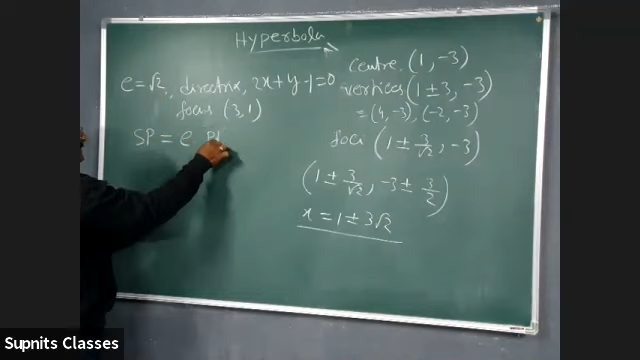 Hyperbola
e = √2, directrix, 2x + y - 1 = 0
focus (3, 1)
SP = e P
centre (1, -3)
vertices (1 ± 3, -3)
= (4, -3), (-2, -3)
foci (1 ± 3/√2, -3)
(1 ± 3/√2, -3 ± 3/2)
x = 1 ± 3√2
Supnits Classes